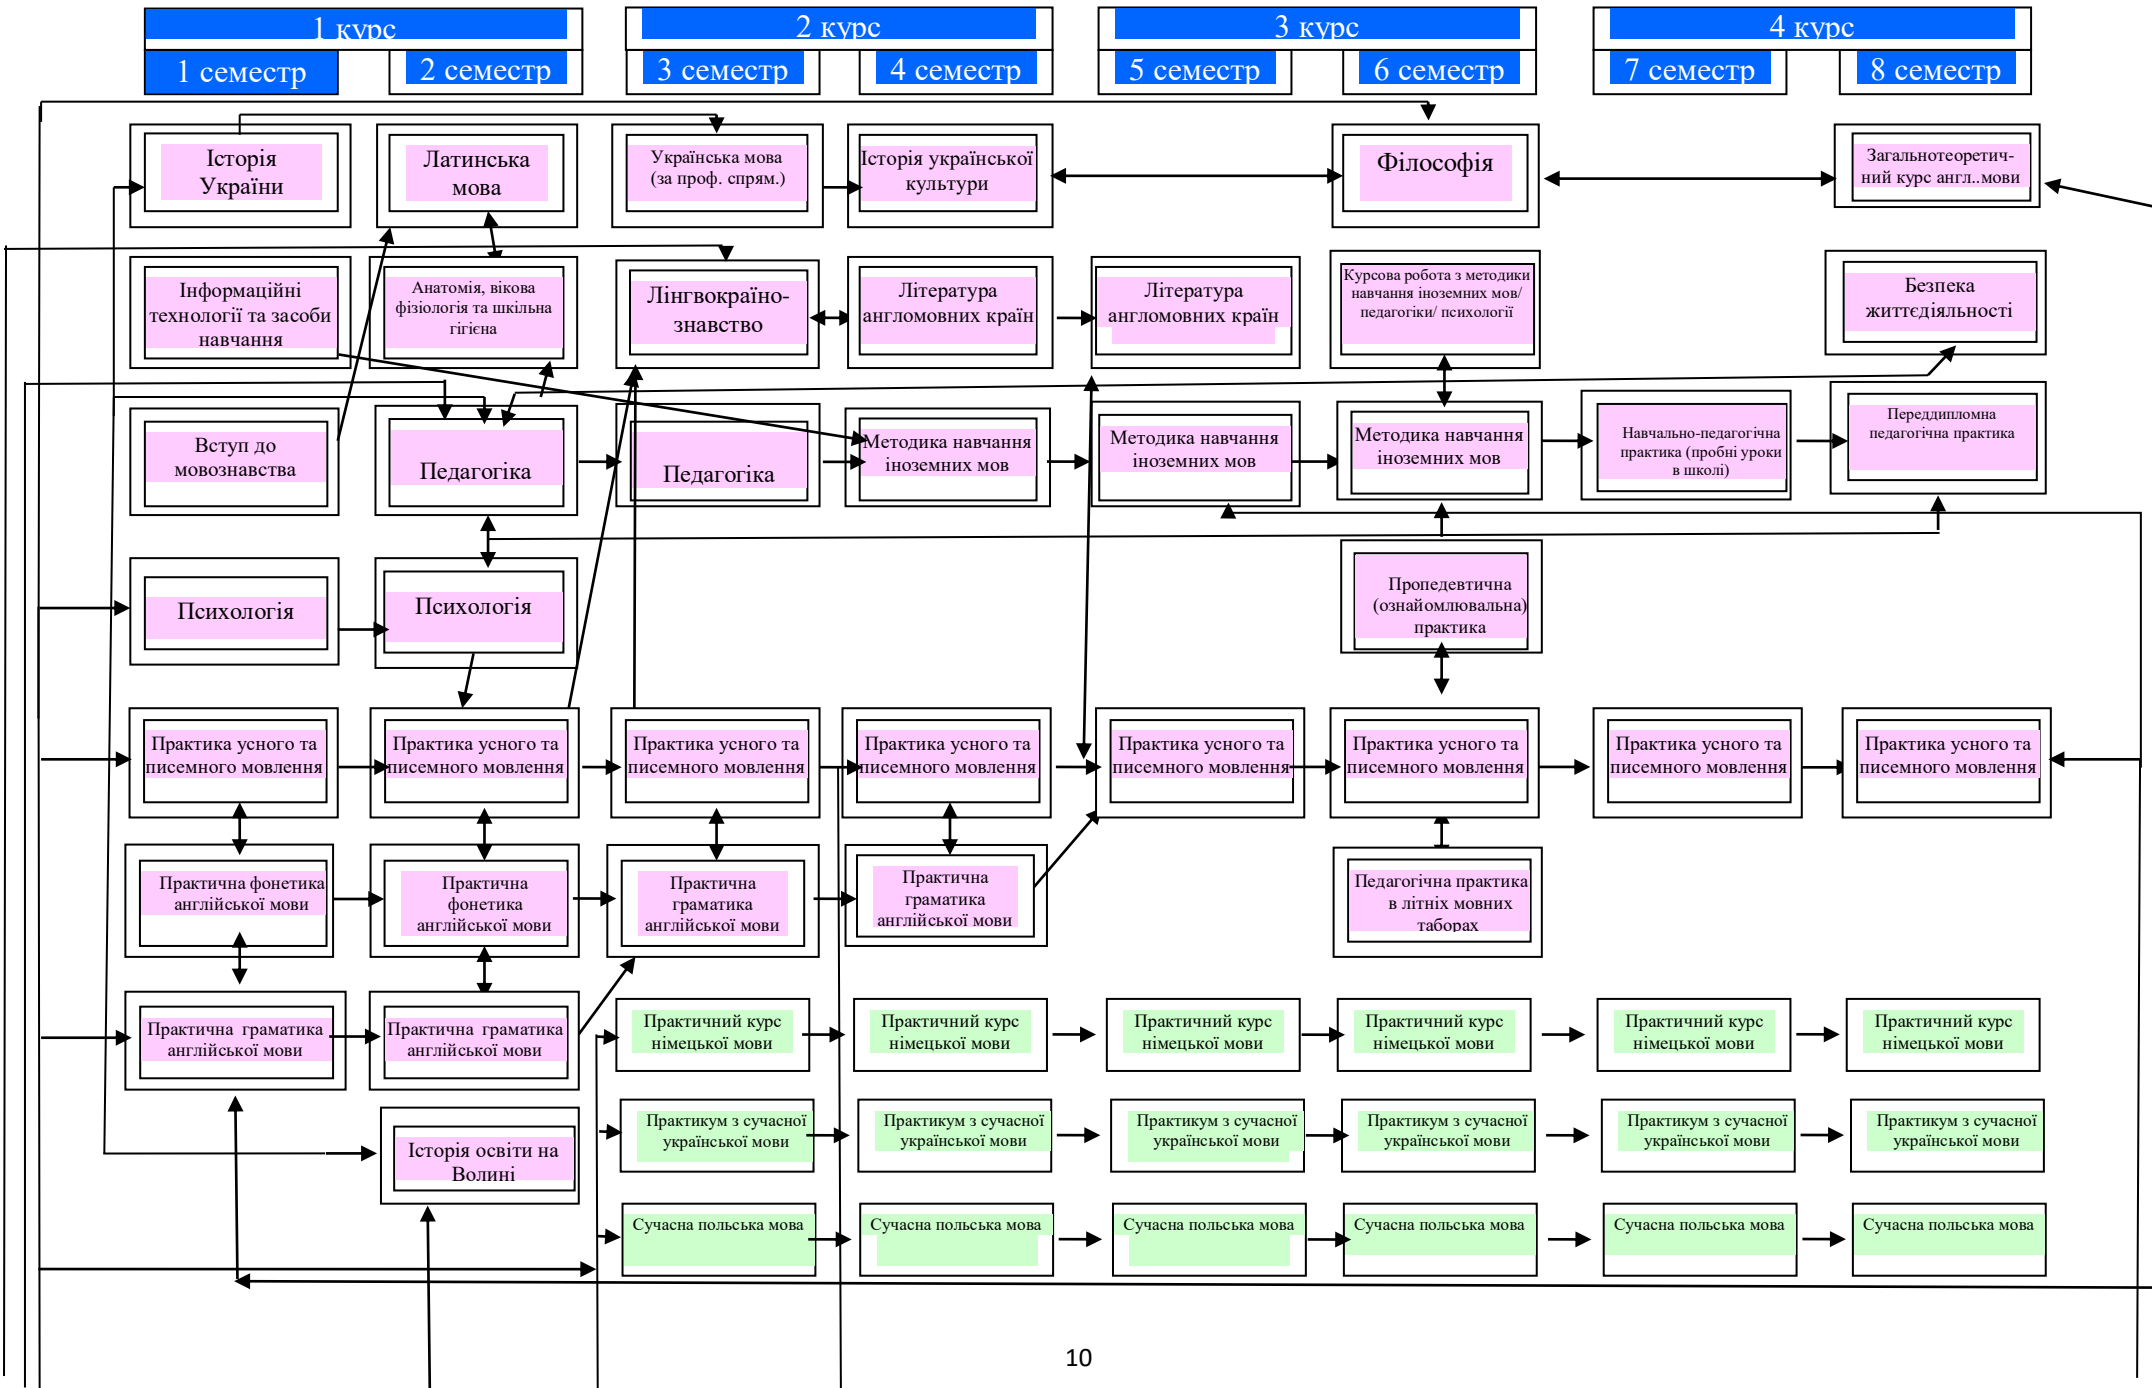 1 курс
2 курс
3 курс
4 курс
1 семестр
2 семестр
3 семестр
4 семестр
5 семестр
6 семестр
7 семестр
8 семестр
Історія
України
Латинська
мова
Українська мова
(за проф. спрям.)
Історія української
культури
Філософія
Загальнотеоретич-
ний курс англ..мови
Інформаційні
технології та засоби
навчання
Анатомія, вікова
фізіологія та шкільна
гігієна
Лінгвокраїно-
знавство
Література
англомовних країн
Література
англомовних країн
Курсова робота з методики
навчання іноземних мов/
педагогіки/ психології
Безпека
життєдіяльності
Вступ до
мовознавства
Педагогіка
Педагогіка
Методика навчання
іноземних мов
Методика навчання
іноземних мов
Методика навчання
іноземних мов
Навчально-педагогічна
практика (пробні уроки
в школі)
Переддипломна
педагогічна практика
Психологія
Психологія
Пропедевтична
(ознайомлювальна)
практика
Практика усного та
писемного мовлення
Практика усного та
писемного мовлення
Практика усного та
писемного мовлення
Практика усного та
писемного мовлення
Практика усного та
писемного мовлення
Практика усного та
писемного мовлення
Практика усного та
писемного мовлення
Практика усного та
писемного мовлення
Практична фонетика
англійської мови
Практична
фонетика
англійської мови
Практична
граматика
англійської мови
Практична
граматика
англійської мови
Педагогічна практика
в літніх мовних
таборах
Практична граматика
англійської мови
Практична граматика
англійської мови
Практичний курс
німецької мови
Практичний курс
німецької мови
Практичний курс
німецької мови
Практичний курс
німецької мови
Практичний курс
німецької мови
Практичний курс
німецької мови
Історія освіти на
Волині
Практикум з сучасної
української мови
Практикум з сучасної
української мови
Практикум з сучасної
української мови
Практикум з сучасної
української мови
Практикум з сучасної
української мови
Практикум з сучасної
української мови
Сучасна польська мова
Сучасна польська мова
Сучасна польська мова
Сучасна польська мова
Сучасна польська мова
Сучасна польська мова
10